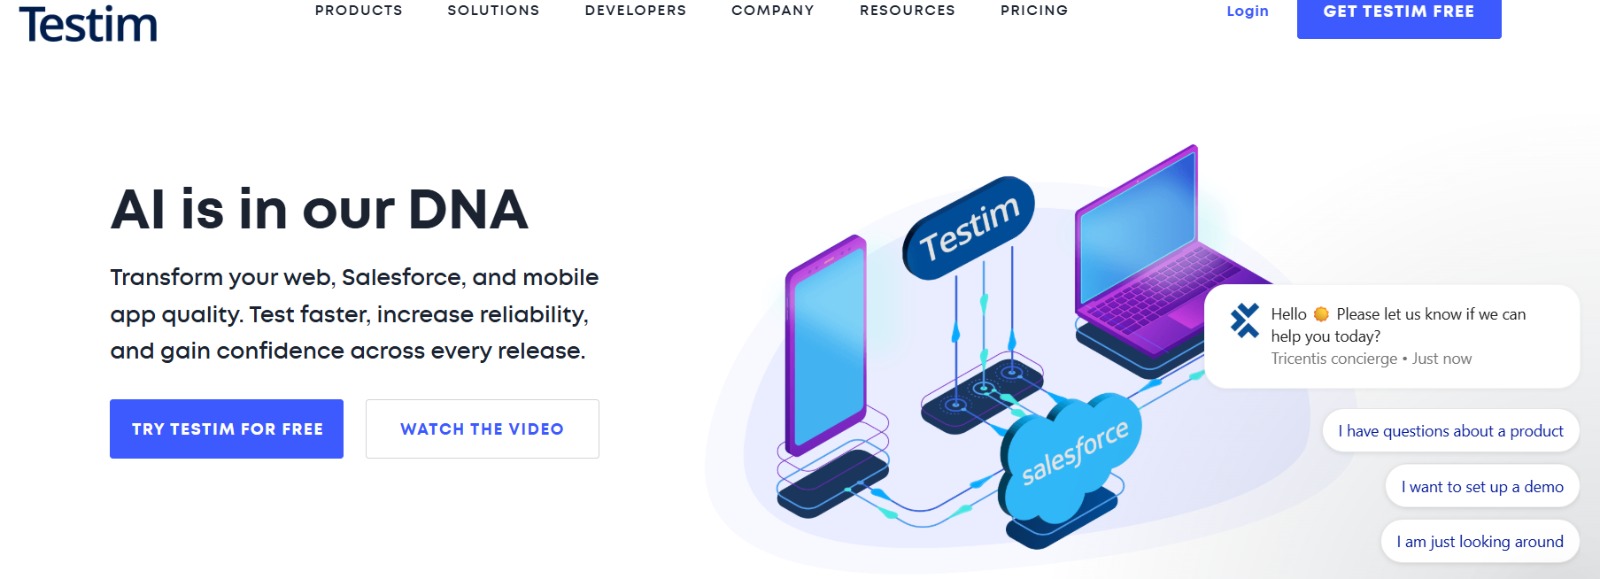 Testim
PRODUCTS
SOLUTIONS
DEVELOPERS
COMPANY
RESOURCES
PRICING
Login
GET TESTIM FREE
AI is in our DNA
Transform your web, Salesforce, and mobile
app quality. Test faster, increase reliability,
and gain confidence across every release.
TRY TESTIM FOR FREE
WATCH THE VIDEO
Testim
salesforce
Hello 🌼 Please let us know if we can
help you today?
Tricentis concierge • Just now
I have questions about a product
I want to set up a demo
I am just looking around